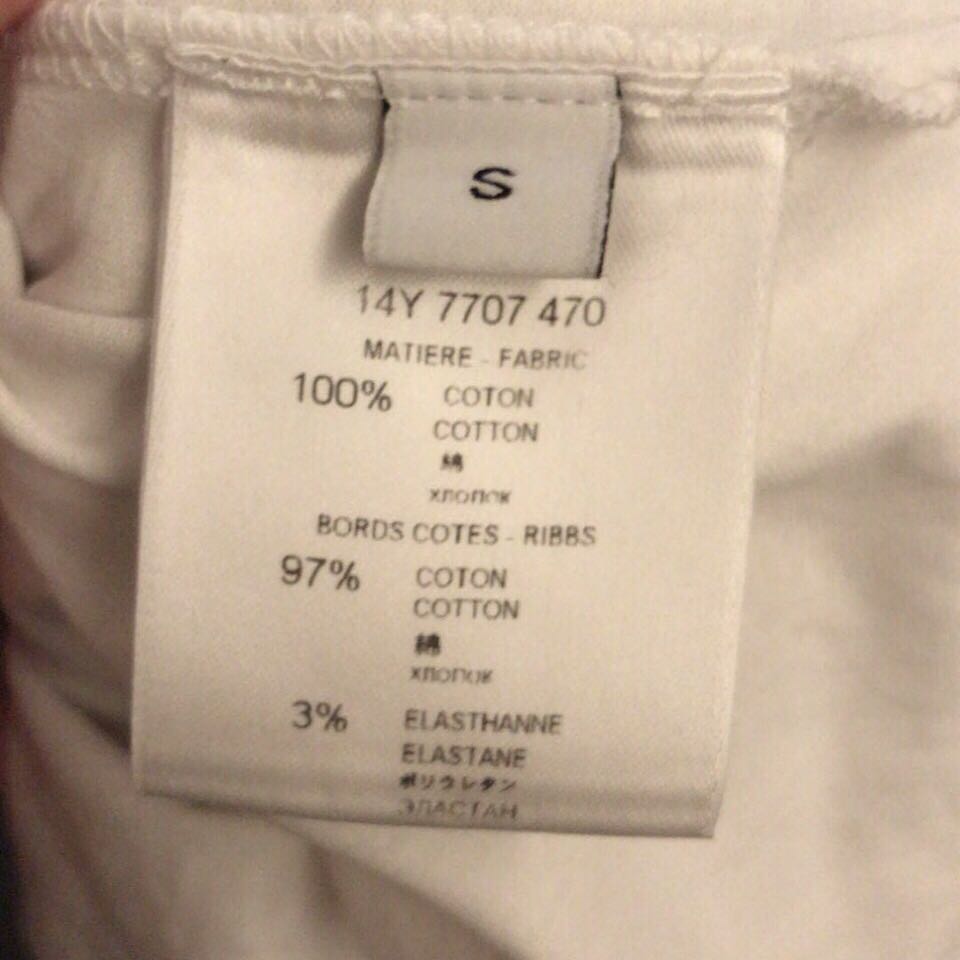 S
14Y 7707 470
MATIERE - FABRIC
100% COTON
COTTON
綿
хлопок
BORDS COTES - RIBBS
97% COTON
COTTON
綿
хлопок
3% ELASTHANNE
ELASTANE
ポリウレタン
ЭЛАСТАН